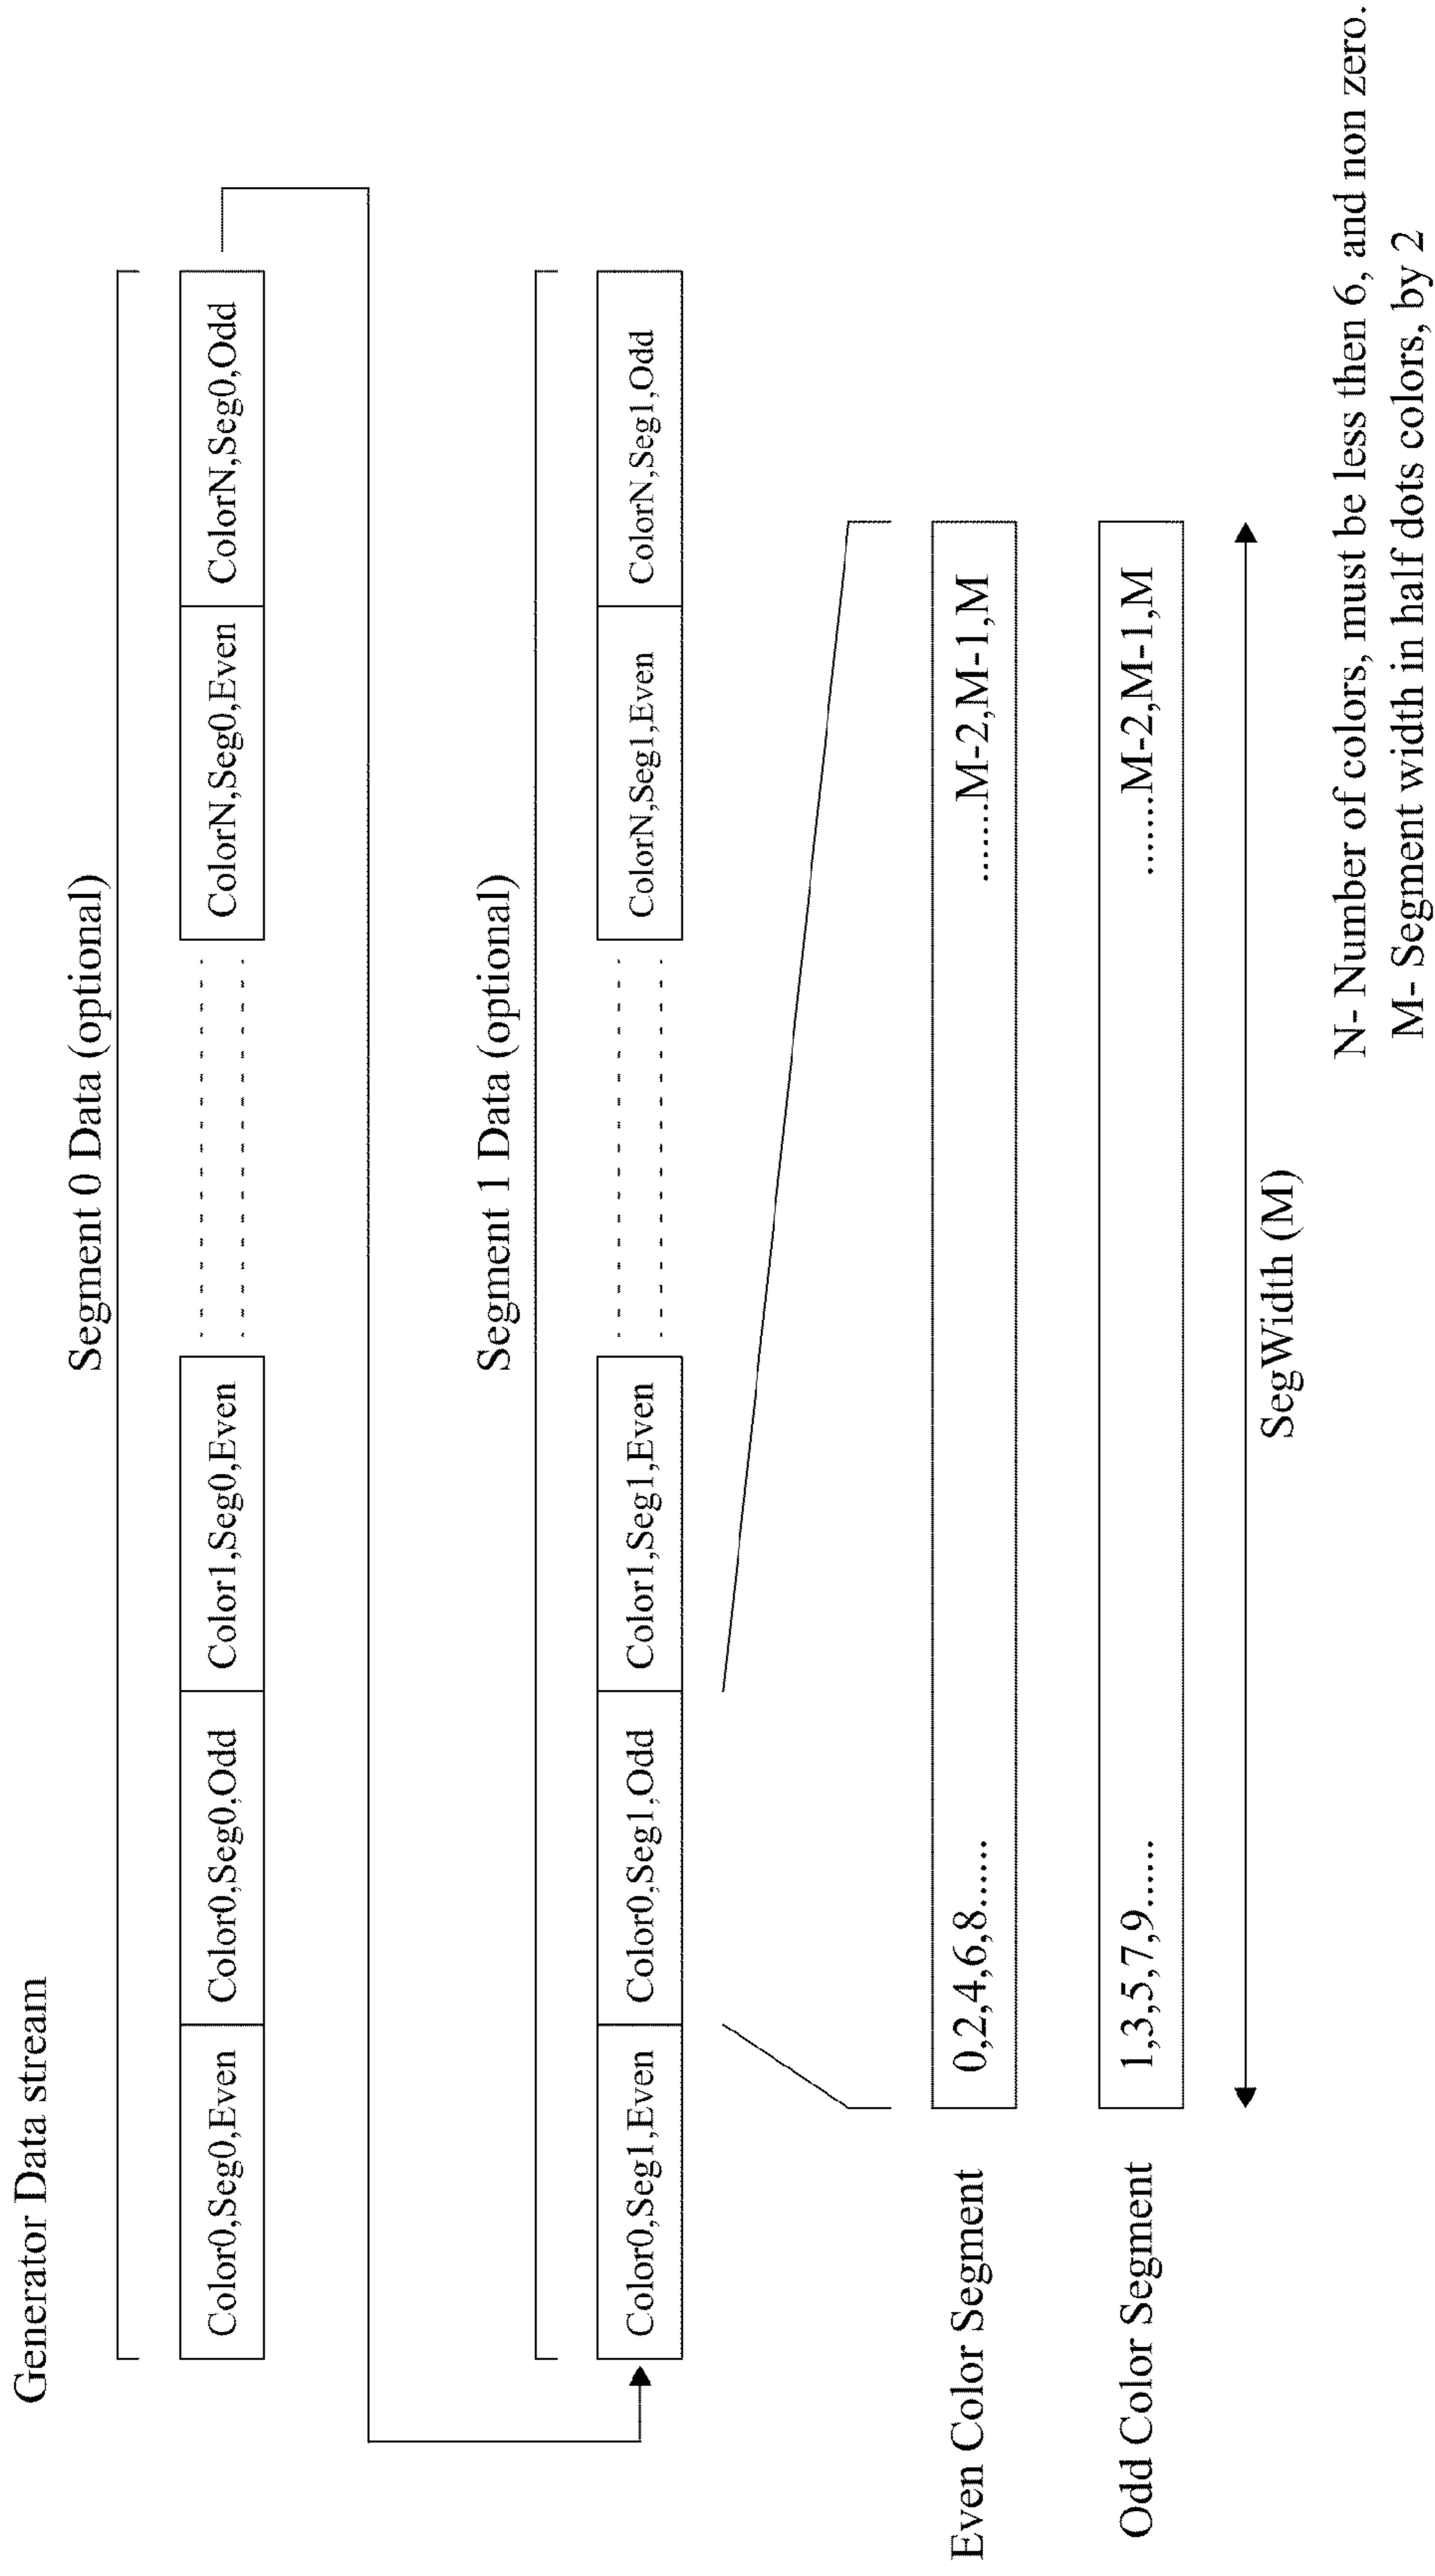 Generator Data stream
Segment 0 Data (optional)
Color0,Seg0,Even
Color0,Seg0,Odd
Color1,Seg0,Even
ColorN,Seg0,Even
ColorN,Seg0,Odd
Segment 1 Data (optional)
Color0,Seg1,Even
Color0,Seg1,Odd
Color1,Seg1,Even
ColorN,Seg1,Even
ColorN,Seg1,Odd
Even Color Segment
0,2,4,6,8......
.......M-2,M-1,M
Odd Color Segment
1,3,5,7,9......
.......M-2,M-1,M
SegWidth (M)
N- Number of colors, must be less then 6, and non zero.
M- Segment width in half dots colors, by 2